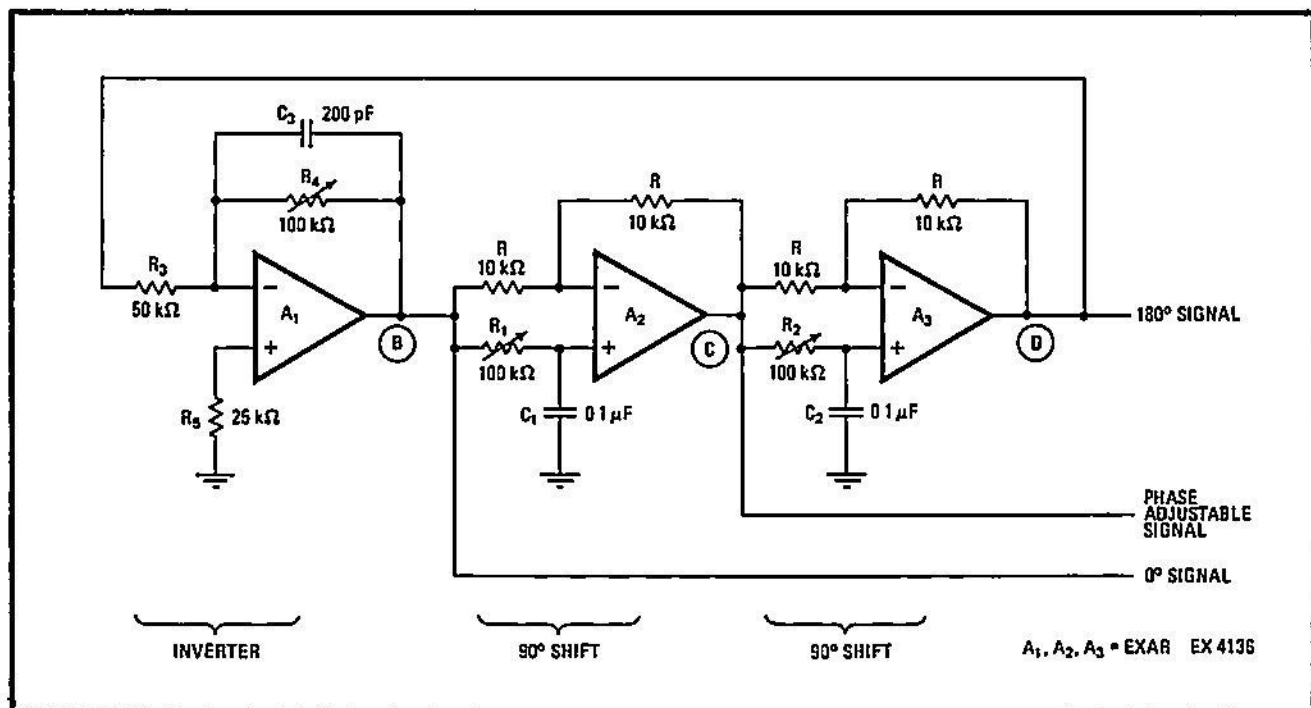 C3 200 pF
R4
100 kΩ
R3
50 kΩ
−
A1
+
B
R5 25 kΩ
R
10 kΩ
R
10 kΩ
R1
100 kΩ
−
A2
+
C
C1 0 1 μF
R
10 kΩ
R
10 kΩ
R2
100 kΩ
−
A3
+
D
C2 0 1 μF
180° SIGNAL
PHASE
ADJUSTABLE
SIGNAL
0° SIGNAL
INVERTER
90° SHIFT
90° SHIFT
A1, A2, A3 = EXAR EX 4136